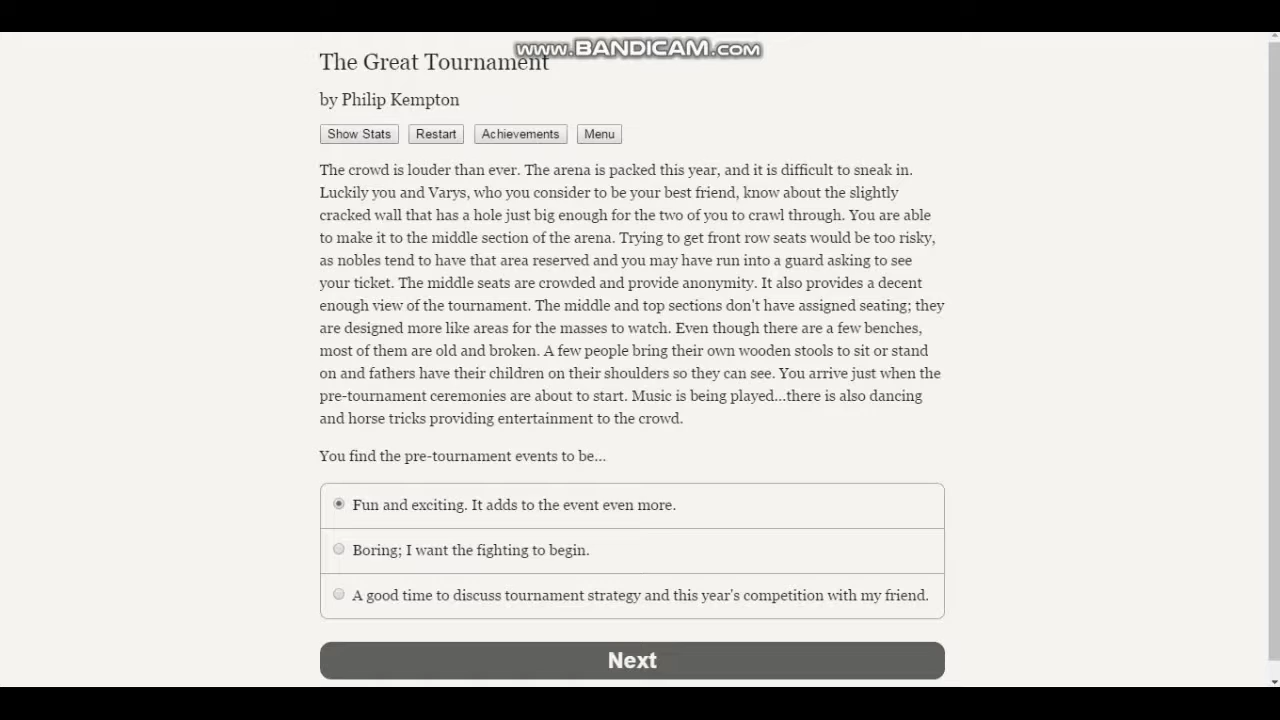 www.BANDICAM.com
The Great Tournament
by Philip Kempton
Show Stats Restart Achievements Menu
The crowd is louder than ever. The arena is packed this year, and it is difficult to sneak in.
Luckily you and Varys, who you consider to be your best friend, know about the slightly
cracked wall that has a hole just big enough for the two of you to crawl through. You are able
to make it to the middle section of the arena. Trying to get front row seats would be too risky,
as nobles tend to have that area reserved and you may have run into a guard asking to see
your ticket. The middle seats are crowded and provide anonymity. It also provides a decent
enough view of the tournament. The middle and top sections don't have assigned seating; they
are designed more like areas for the masses to watch. Even though there are a few benches,
most of them are old and broken. A few people bring their own wooden stools to sit or stand
on and fathers have their children on their shoulders so they can see. You arrive just when the
pre-tournament ceremonies are about to start. Music is being played...there is also dancing
and horse tricks providing entertainment to the crowd.
You find the pre-tournament events to be...
Fun and exciting. It adds to the event even more.
Boring; I want the fighting to begin.
A good time to discuss tournament strategy and this year's competition with my friend.
Next